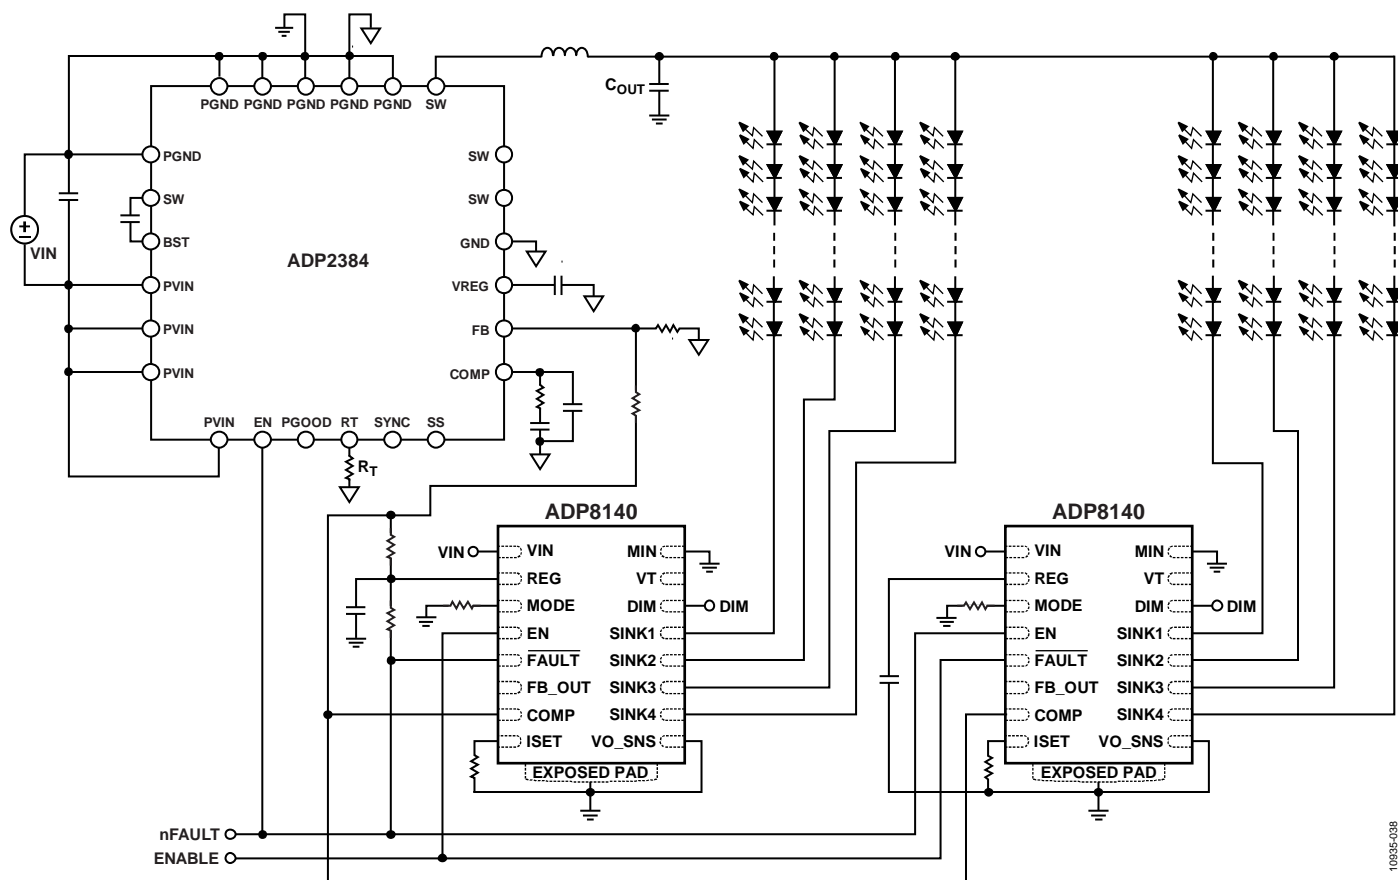 PGND PGND PGND PGND PGND SW
COUT
PGND
SW
BST
PVIN
PVIN
PVIN
VIN
ADP2384
SW
SW
GND
VREG
FB
COMP
PVIN EN PGOOD RT SYNC SS
RT
ADP8140
VIN
VIN
REG
MODE
EN
FAULT
FB_OUT
COMP
ISET
MIN
VT
DIM
DIM
SINK1
SINK2
SINK3
SINK4
VO_SNS
EXPOSED PAD
ADP8140
VIN
VIN
REG
MODE
EN
FAULT
FB_OUT
COMP
ISET
MIN
VT
DIM
DIM
SINK1
SINK2
SINK3
SINK4
VO_SNS
EXPOSED PAD
nFAULT
ENABLE
10935-038